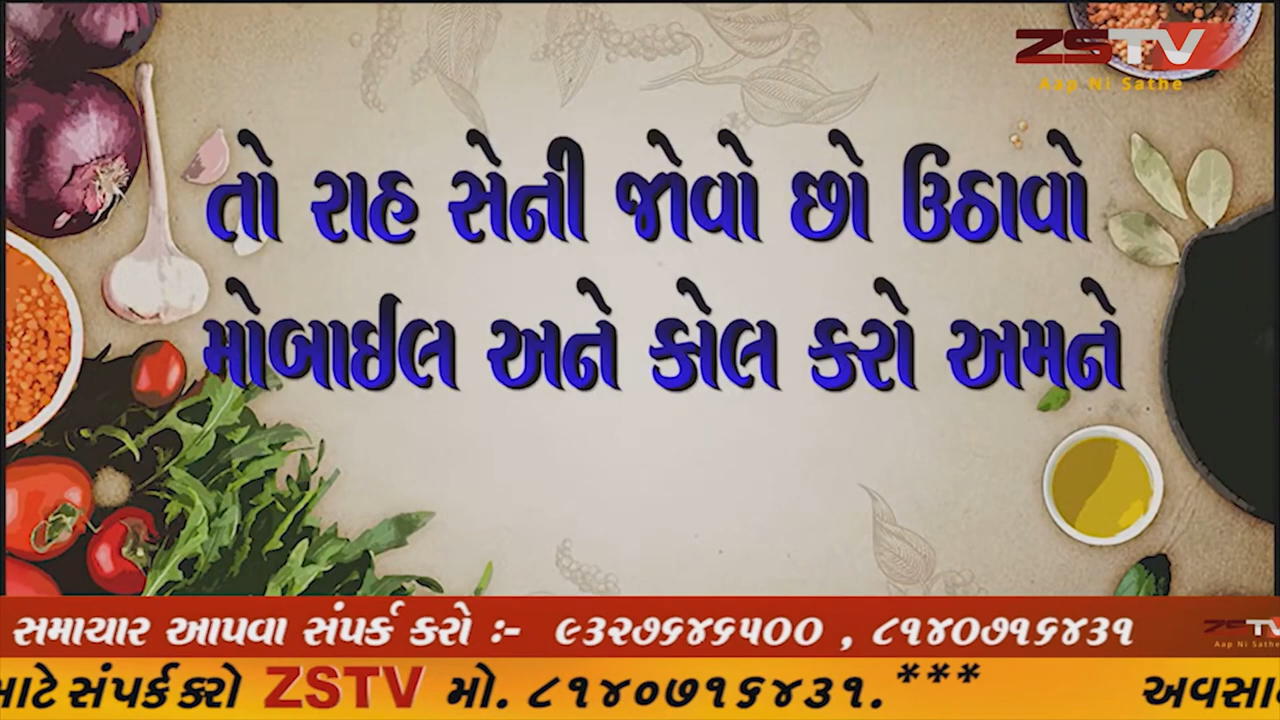 ZSTV
Aap Ni Sathe
તો રાહ સેની જોવો છો ઉઠાવો
મોબાઈલ અને કોલ કરો અમને
સમાચાર આપવા સંપર્ક કરો :- ૯૩૨૭૬૪૬૫૦૦ , ૮૧૪૦૭૧૬૪૩૧
ZSTV
Aap Ni Sathe
સંપર્ક કરો ZSTV મો. ૮૧૪૦૭૧૬૪૩૧. ***